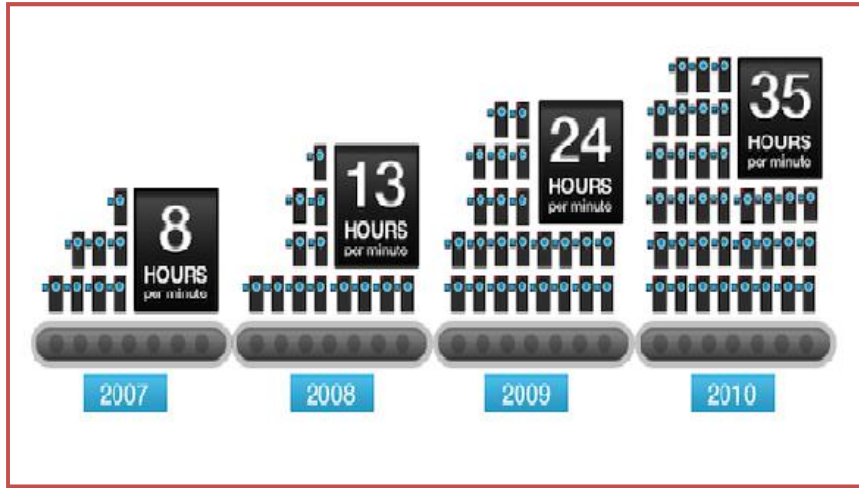 8
HOURS
per minute
2007
13
HOURS
per minute
2008
24
HOURS
per minute
2009
35
HOURS
per minute
2010